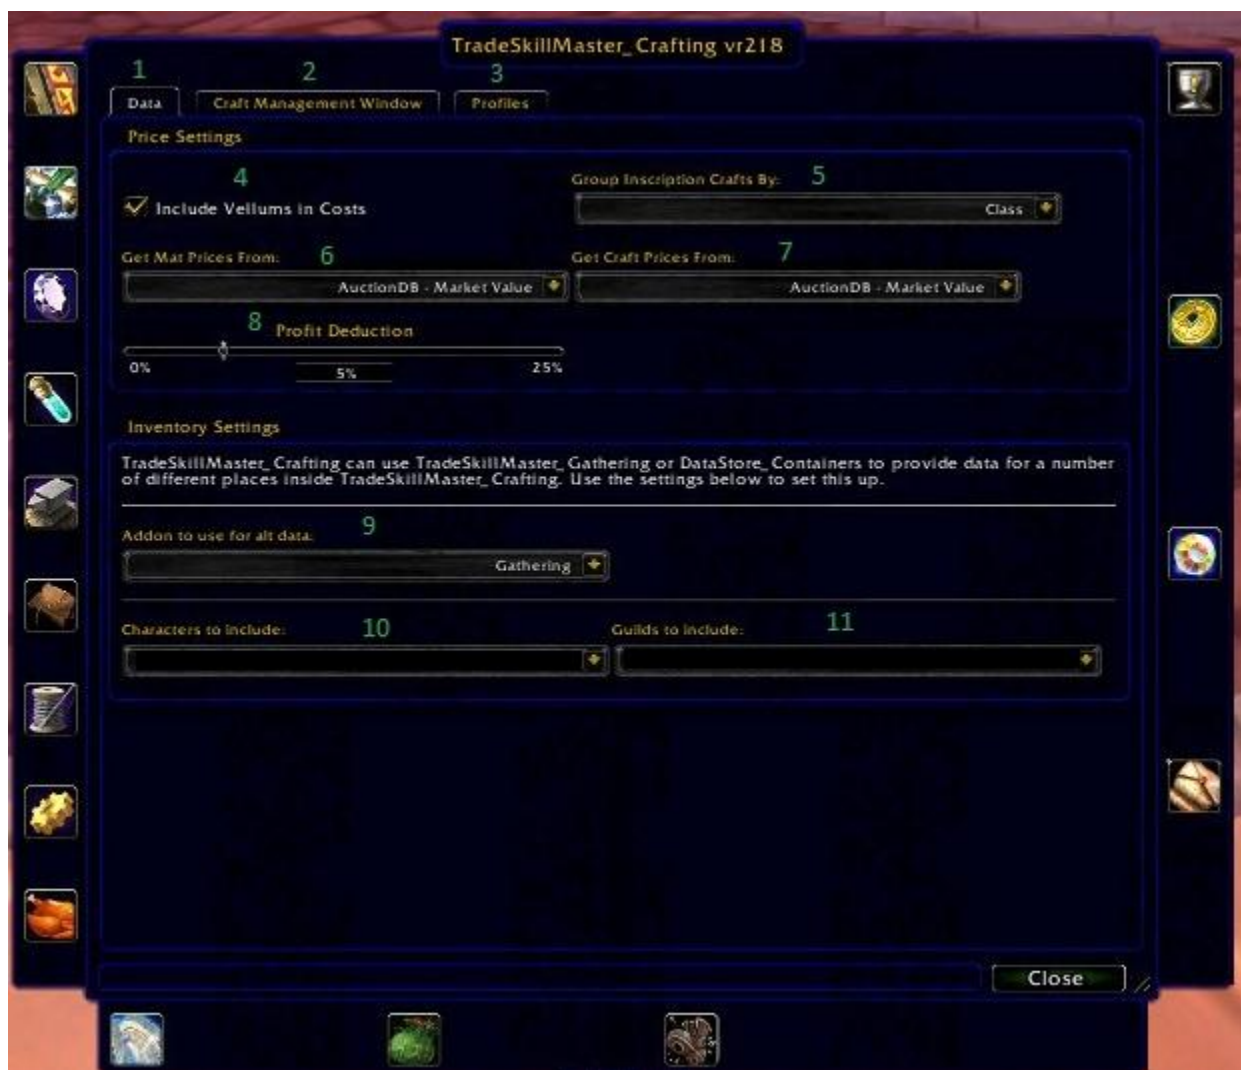 TradeSkillMaster_Crafting vr218
1 2 3
Data Craft Management Window Profiles
Price Settings
4 Group Inscription Crafts By: 5
Include Vellums in Costs Class
Get Mat Prices From: 6 Get Craft Prices From: 7
AuctionDB - Market Value AuctionDB - Market Value
8 Profit Deduction
0% 5% 25%
Inventory Settings
TradeSkillMaster_Crafting can use TradeSkillMaster_Gathering or DataStore_Containers to provide data for a number
of different places inside TradeSkillMaster_Crafting. Use the settings below to set this up.
Addon to use for alt data: 9
Gathering
Characters to include: 10 Guilds to include: 11
Close